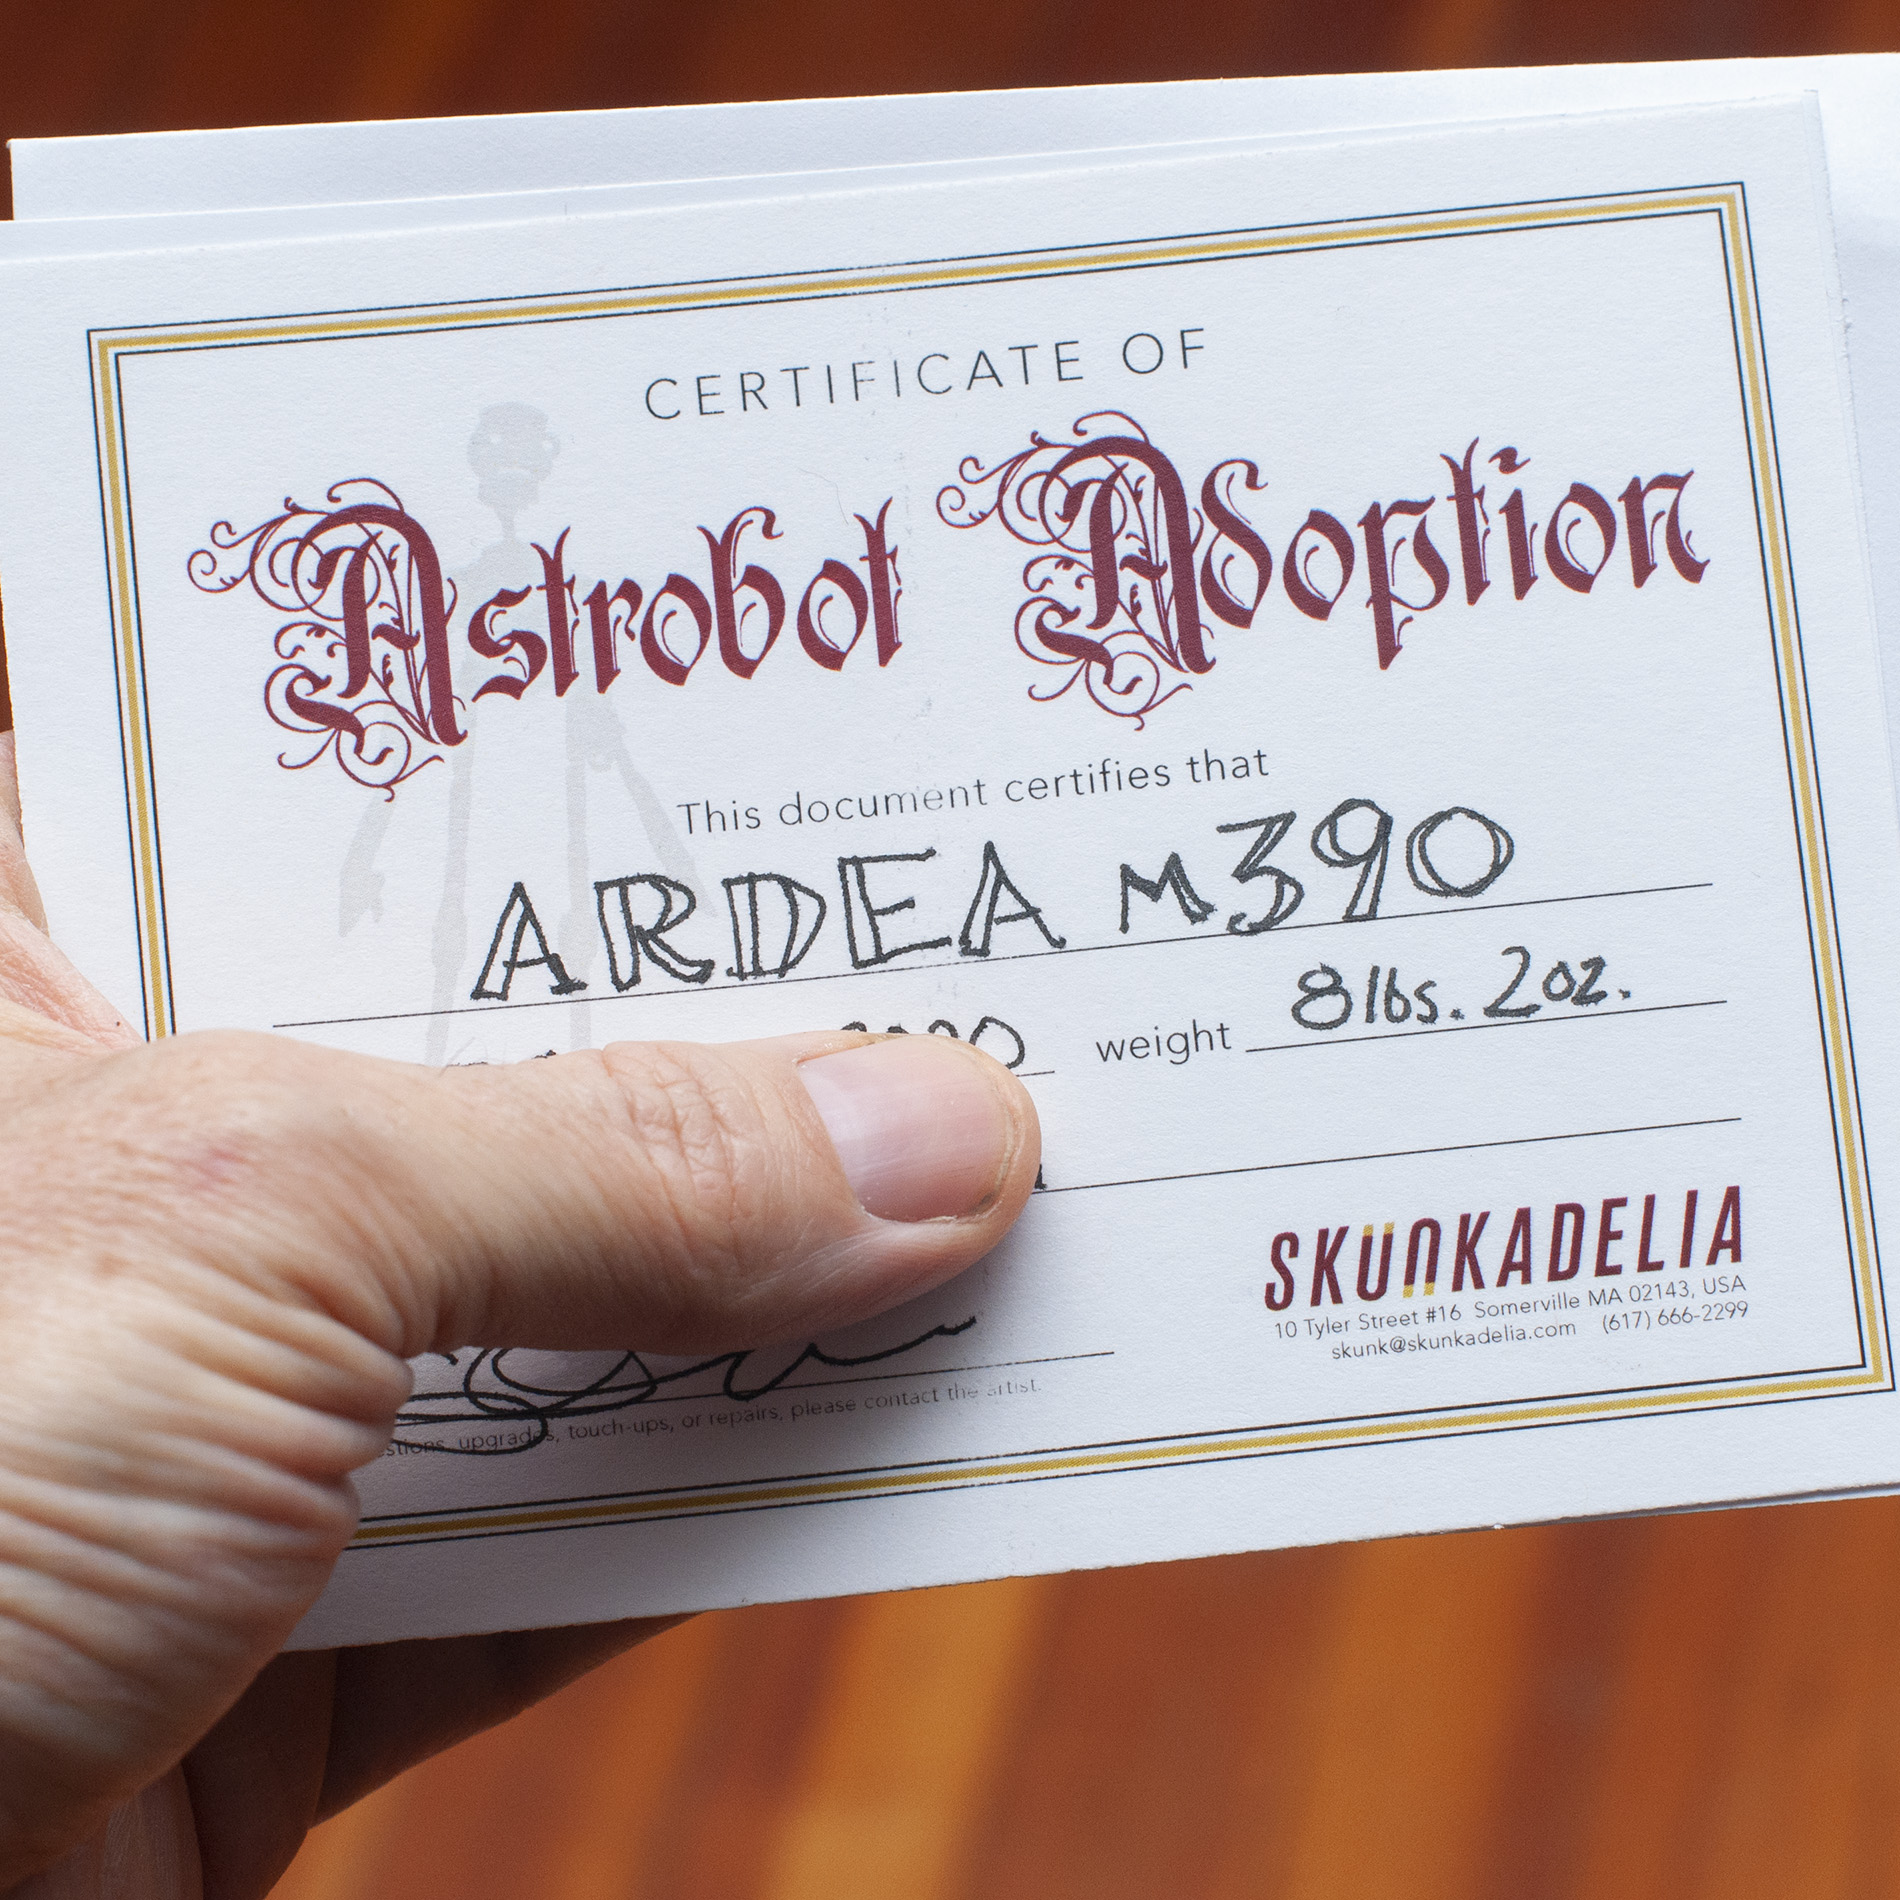 CERTIFICATE OF
Astrobot Adoption
This document certifies that
ARDEA M390
weight 8 lbs. 2 oz.
SKUNKADELIA
10 Tyler Street #16 Somerville MA 02143, USA
skunk@skunkadelia.com (617) 666-2299
upgrades, touch-ups, or repairs, please contact the artist.